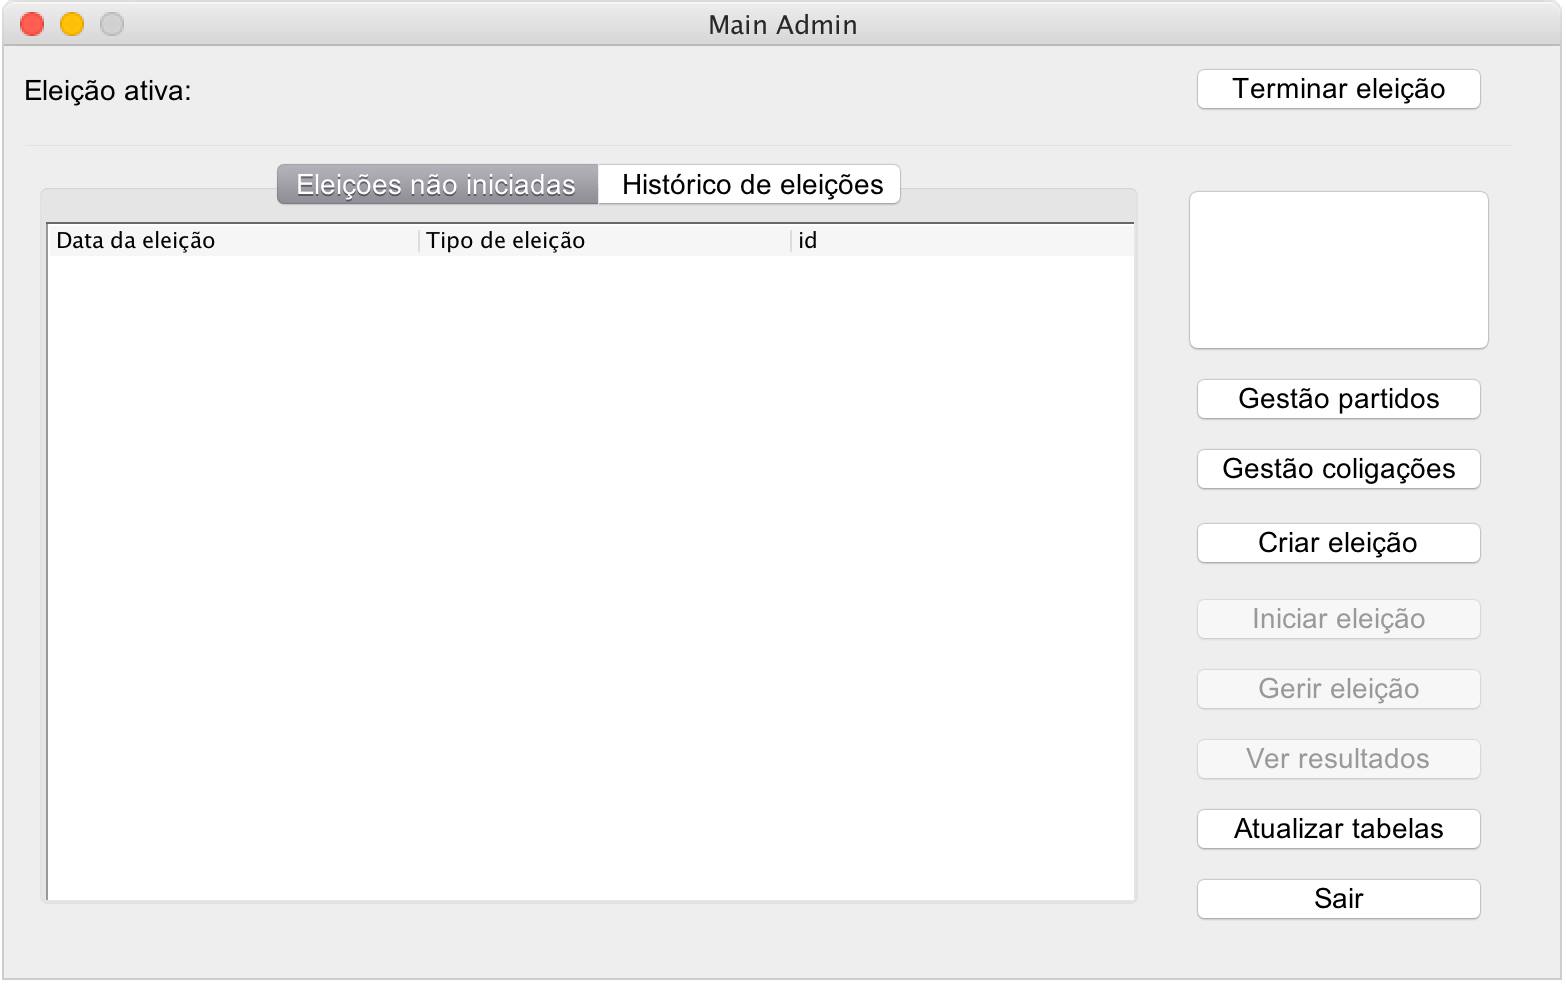 Main Admin
Eleição ativa:
Terminar eleição
Eleições não iniciadas
Histórico de eleições
Data da eleição
Tipo de eleição
id
Gestão partidos
Gestão coligações
Criar eleição
Iniciar eleição
Gerir eleição
Ver resultados
Atualizar tabelas
Sair